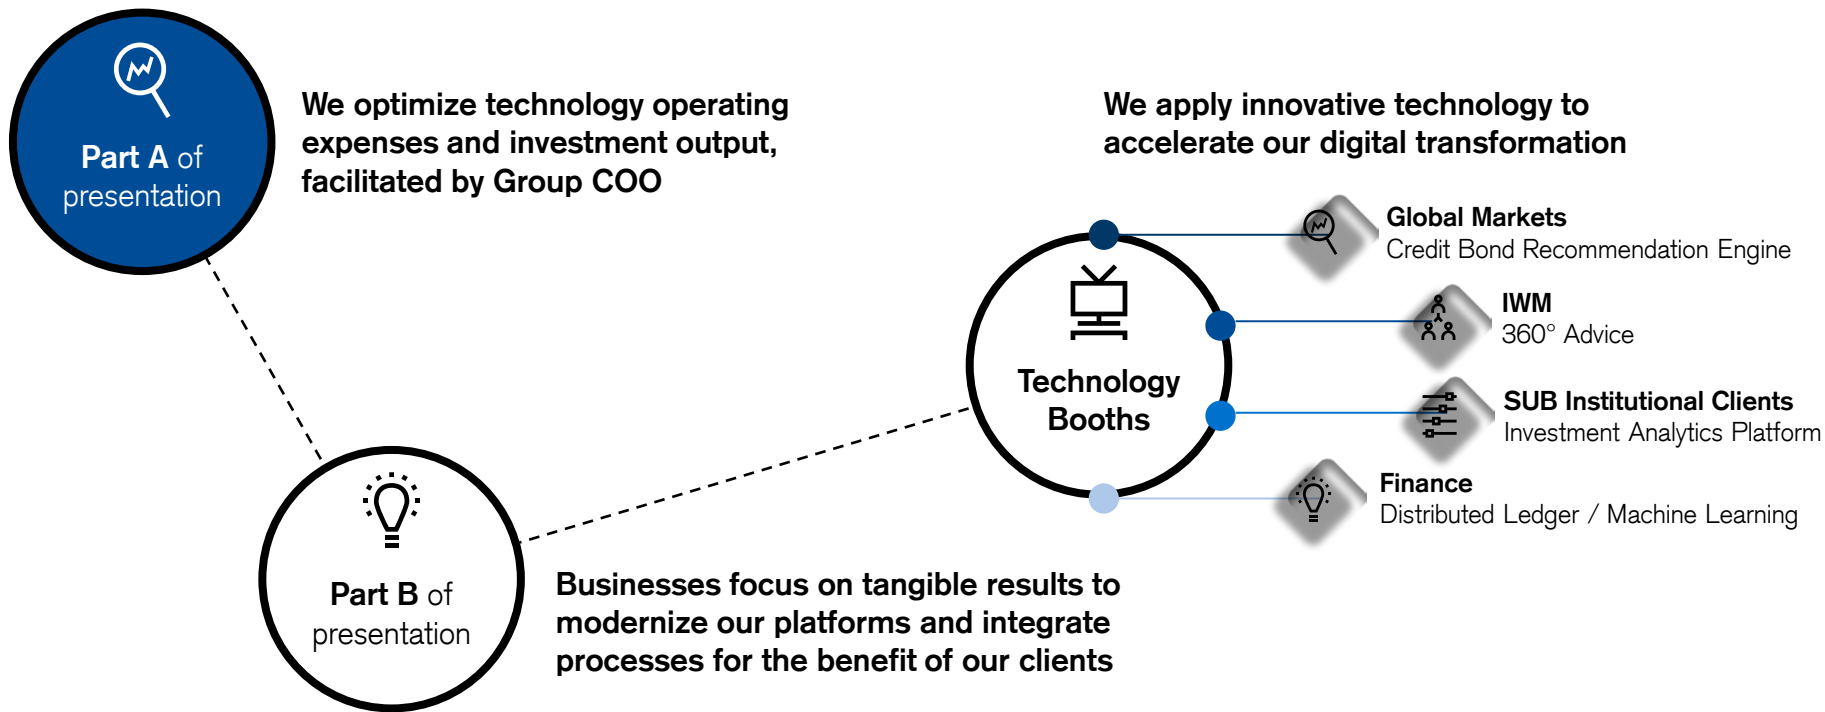 Part A of
presentation
We optimize technology operating
expenses and investment output,
facilitated by Group COO
Part B of
presentation
Businesses focus on tangible results to
modernize our platforms and integrate
processes for the benefit of our clients
We apply innovative technology to
accelerate our digital transformation
Technology
Booths
Global Markets
Credit Bond Recommendation Engine
IWM
360° Advice
SUB Institutional Clients
Investment Analytics Platform
Finance
Distributed Ledger / Machine Learning